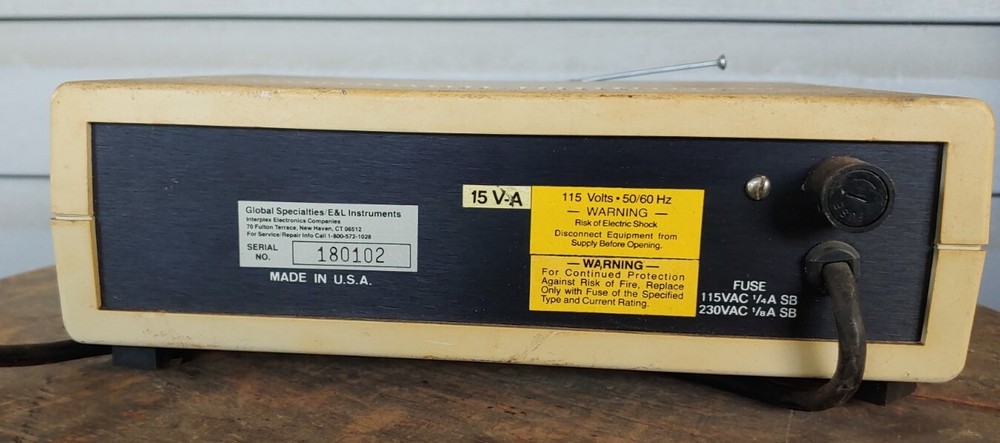 Global Specialties/E&L Instruments
Interplex Electronics Companies
70 Fulton Terrace, New Haven, CT 06512
For Service/Repair Info Call 1-800-572-1028
SERIAL
NO.
180102
MADE IN U.S.A.
15 V-A
115 Volts • 50/60 Hz
— WARNING —
Risk of Electric Shock
Disconnect Equipment from
Supply Before Opening.
— WARNING —
For Continued Protection
Against Risk of Fire, Replace
Only with Fuse of the Specified
Type and Current Rating.
FUSE
FUSE
115VAC ¼A SB
230VAC ⅛A SB